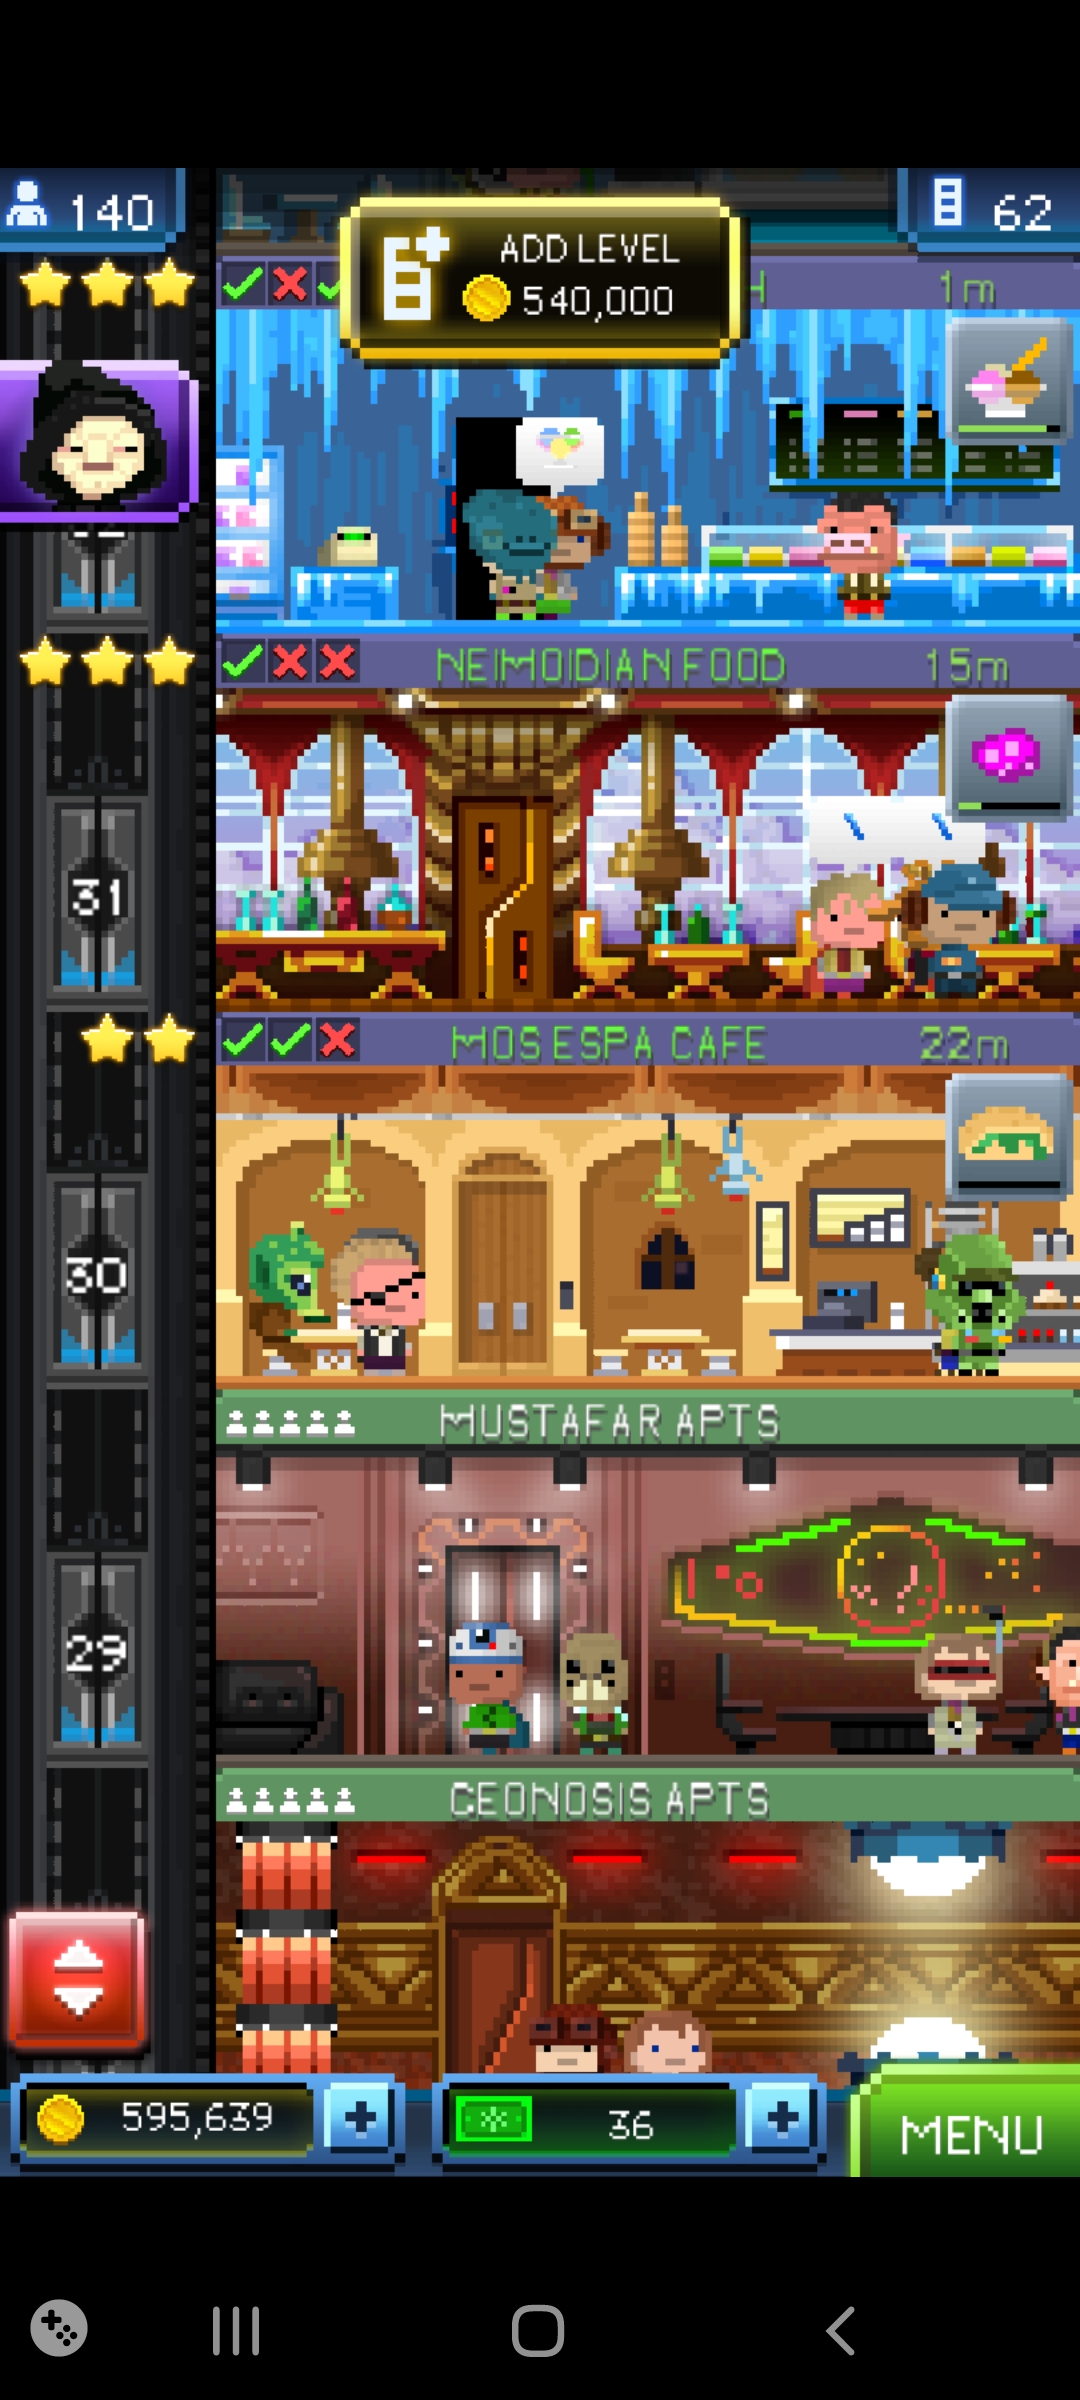 140
62
ADD LEVEL
540,000
H 1m
NEIMOIDIAN FOOD 15m
31
MOS ESPA CAFE 22m
30
MUSTAFAR APTS
29
GEONOSIS APTS
595,639
36
MENU